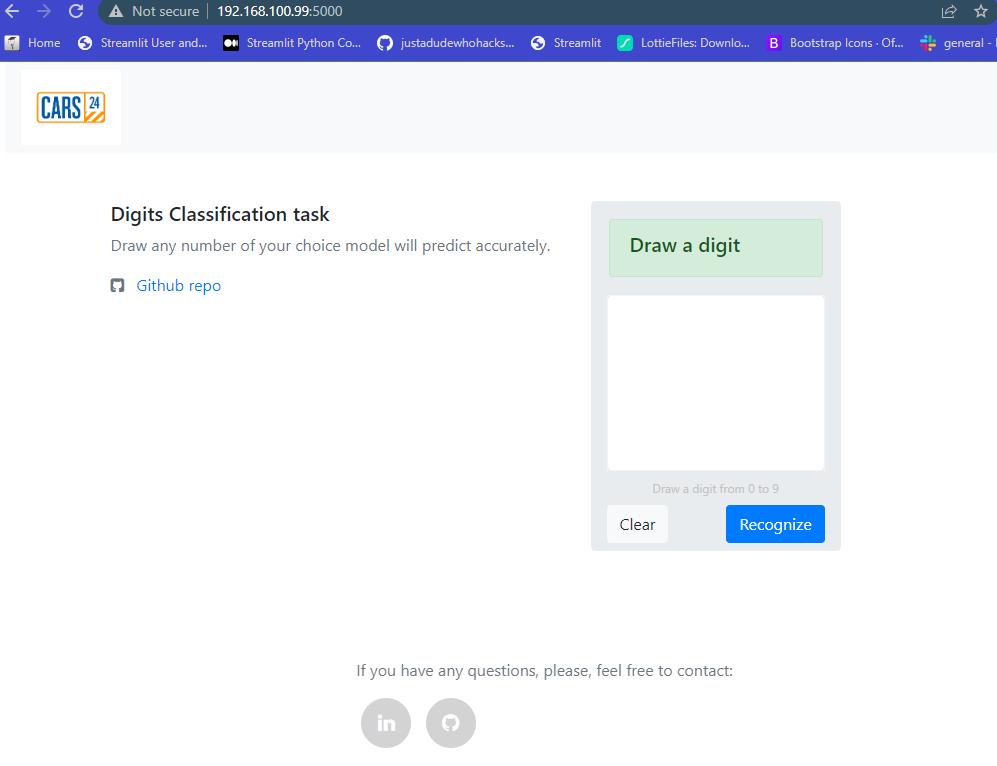 Not secure | 192.168.100.99:5000
Home Streamlit User and... Streamlit Python Co... justadudewhohacks... Streamlit LottieFiles: Downlo... B Bootstrap Icons · Of... general -
CARS 24
Digits Classification task
Draw any number of your choice model will predict accurately.
Github repo
Draw a digit
Draw a digit from 0 to 9
Clear Recognize
If you have any questions, please, feel free to contact:
in